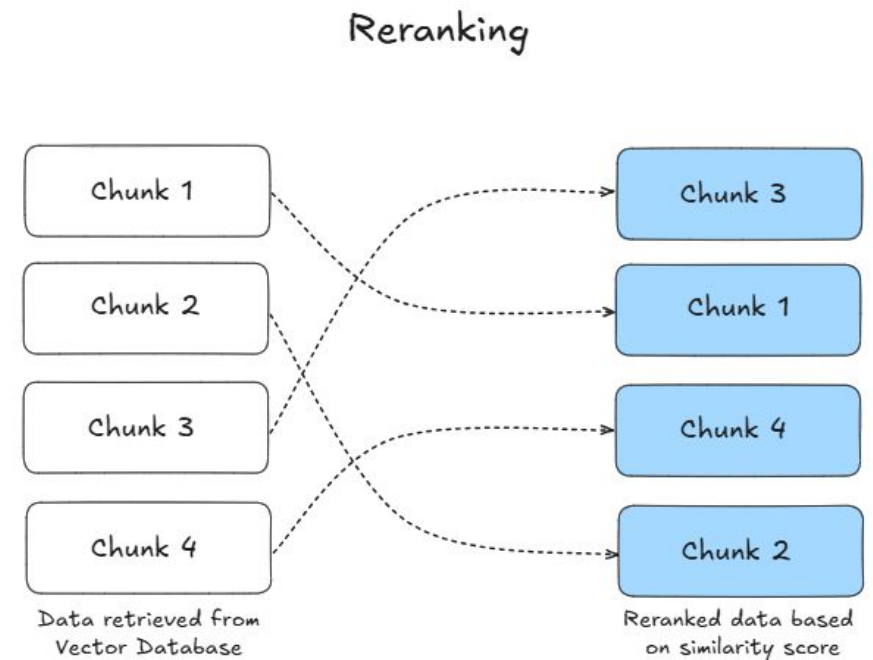 Reranking
Chunk 1
Chunk 2
Chunk 3
Chunk 4
Data retrieved from
Vector Database
Chunk 3
Chunk 1
Chunk 4
Chunk 2
Reranked data based
on similarity score